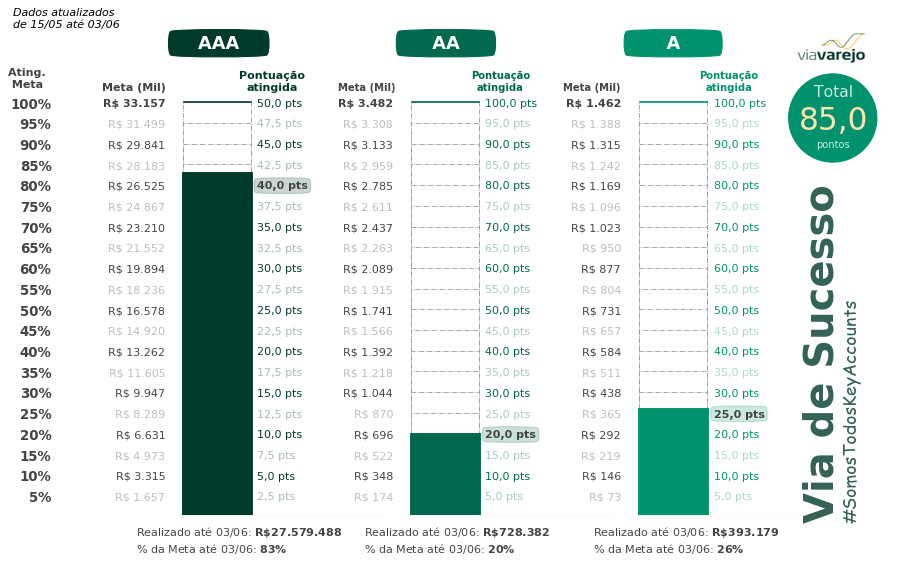 Dados atualizados
de 15/05 até 03/06
AAA
AA
A
viavarejo
Ating.
Meta
Meta (Mil)
Pontuação
atingida
Meta (Mil)
Pontuação
atingida
Meta (Mil)
Pontuação
atingida
Total
85,0
pontos
100% R$ 33.157 50,0 pts R$ 3.482 100,0 pts R$ 1.462 100,0 pts
95% R$ 31.499 47,5 pts R$ 3.308 95,0 pts R$ 1.388 95,0 pts
90% R$ 29.841 45,0 pts R$ 3.133 90,0 pts R$ 1.315 90,0 pts
85% R$ 28.183 42,5 pts R$ 2.959 85,0 pts R$ 1.242 85,0 pts
80% R$ 26.525 40,0 pts R$ 2.785 80,0 pts R$ 1.169 80,0 pts
75% R$ 24.867 37,5 pts R$ 2.611 75,0 pts R$ 1.096 75,0 pts
70% R$ 23.210 35,0 pts R$ 2.437 70,0 pts R$ 1.023 70,0 pts
65% R$ 21.552 32,5 pts R$ 2.263 65,0 pts R$ 950 65,0 pts
60% R$ 19.894 30,0 pts R$ 2.089 60,0 pts R$ 877 60,0 pts
55% R$ 18.236 27,5 pts R$ 1.915 55,0 pts R$ 804 55,0 pts
50% R$ 16.578 25,0 pts R$ 1.741 50,0 pts R$ 731 50,0 pts
45% R$ 14.920 22,5 pts R$ 1.566 45,0 pts R$ 657 45,0 pts
40% R$ 13.262 20,0 pts R$ 1.392 40,0 pts R$ 584 40,0 pts
35% R$ 11.605 17,5 pts R$ 1.218 35,0 pts R$ 511 35,0 pts
30% R$ 9.947 15,0 pts R$ 1.044 30,0 pts R$ 438 30,0 pts
25% R$ 8.289 12,5 pts R$ 870 25,0 pts R$ 365 25,0 pts
20% R$ 6.631 10,0 pts R$ 696 20,0 pts R$ 292 20,0 pts
15% R$ 4.973 7,5 pts R$ 522 15,0 pts R$ 219 15,0 pts
10% R$ 3.315 5,0 pts R$ 348 10,0 pts R$ 146 10,0 pts
5% R$ 1.657 2,5 pts R$ 174 5,0 pts R$ 73 5,0 pts
Via de Sucesso
#SomosTodosKeyAccounts
Realizado até 03/06: R$27.579.488
% da Meta até 03/06: 83%
Realizado até 03/06: R$728.382
% da Meta até 03/06: 20%
Realizado até 03/06: R$393.179
% da Meta até 03/06: 26%